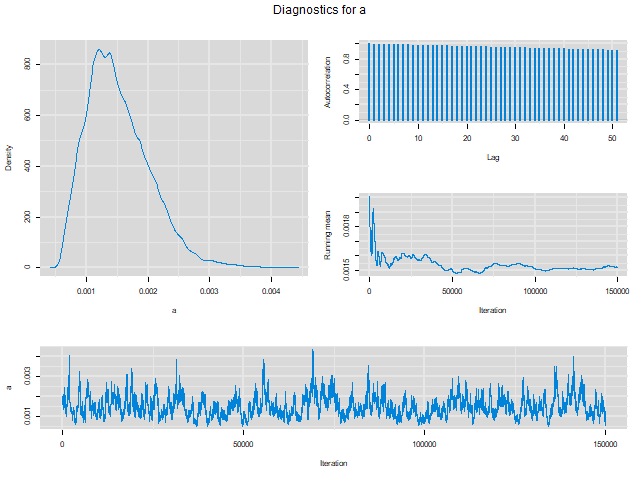 Diagnostics for a
Density
0 200 400 600 800
0.001 0.002 0.003 0.004
a
Autocorrelation
0.0 0.4 0.8
0 10 20 30 40 50
Lag
Running mean
0.0015 0.0018
0 50000 100000 150000
Iteration
a
0.001 0.003
0 50000 100000 150000
Iteration